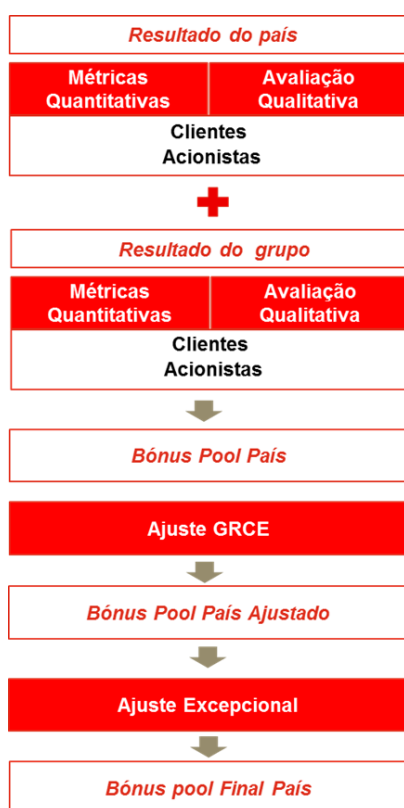 Resultado do país
Métricas Quantitativas
Avaliação Qualitativa
Clientes
Acionistas
Resultado do grupo
Métricas Quantitativas
Avaliação Qualitativa
Clientes
Acionistas
Bónus Pool País
Ajuste GRCE
Bónus Pool País Ajustado
Ajuste Excepcional
Bónus pool Final País